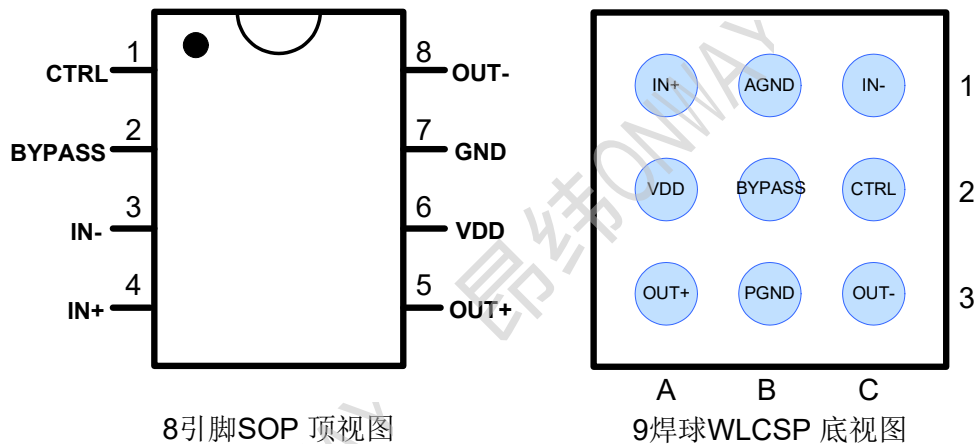 1
CTRL
2
BYPASS
3
IN-
4
IN+
8
OUT-
7
GND
6
VDD
5
OUT+
8引脚SOP 顶视图
IN+ AGND IN- 1
VDD BYPASS CTRL 2
OUT+ PGND OUT- 3
A B C
9焊球WLCSP 底视图
昂纬ONWAY